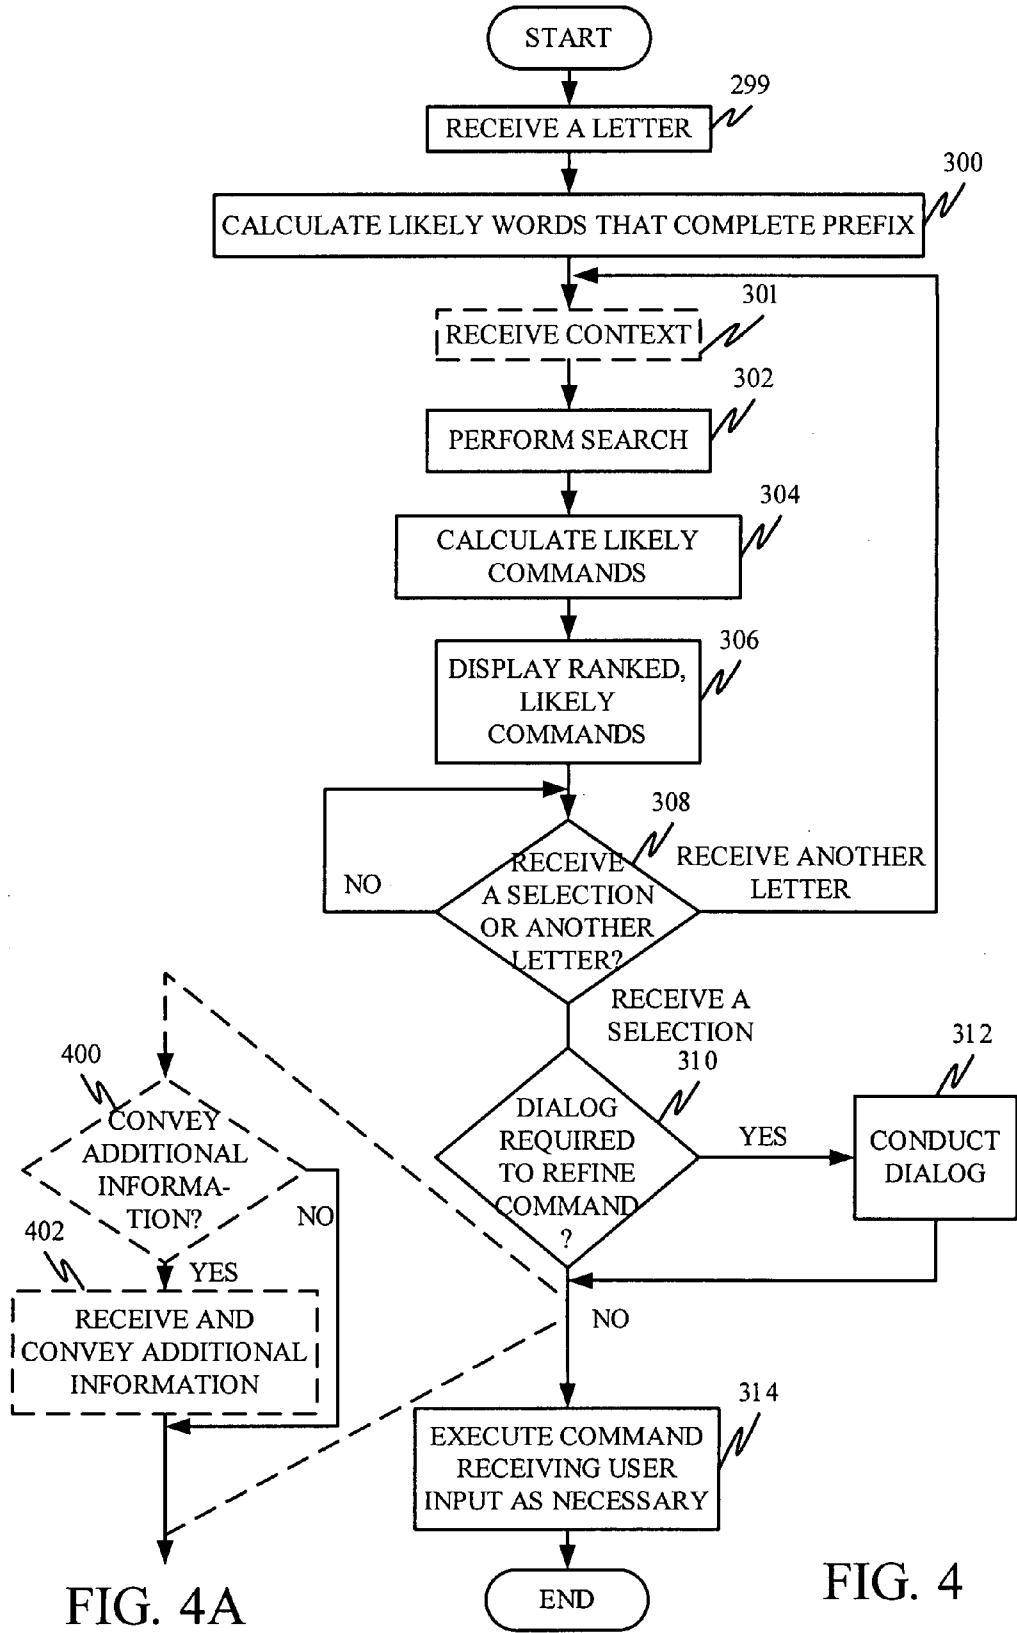 START
299
RECEIVE A LETTER
300
CALCULATE LIKELY WORDS THAT COMPLETE PREFIX
301
RECEIVE CONTEXT
302
PERFORM SEARCH
304
CALCULATE LIKELY
COMMANDS
306
DISPLAY RANKED,
LIKELY
COMMANDS
308
RECEIVE
A SELECTION
OR ANOTHER
LETTER?
NO
RECEIVE ANOTHER
LETTER
RECEIVE A
SELECTION
310
DIALOG
REQUIRED
TO REFINE
COMMAND
?
YES
312
CONDUCT
DIALOG
NO
400
CONVEY
ADDITIONAL
INFORMA-
TION?
NO
YES
402
RECEIVE AND
CONVEY ADDITIONAL
INFORMATION
314
EXECUTE COMMAND
RECEIVING USER
INPUT AS NECESSARY
END
FIG. 4A
FIG. 4